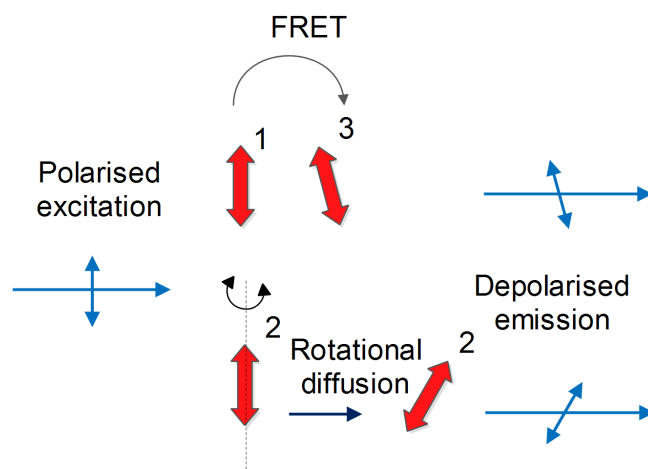 FRET
1
3
Polarised
excitation
Depolarised
emission
2
Rotational
diffusion
2